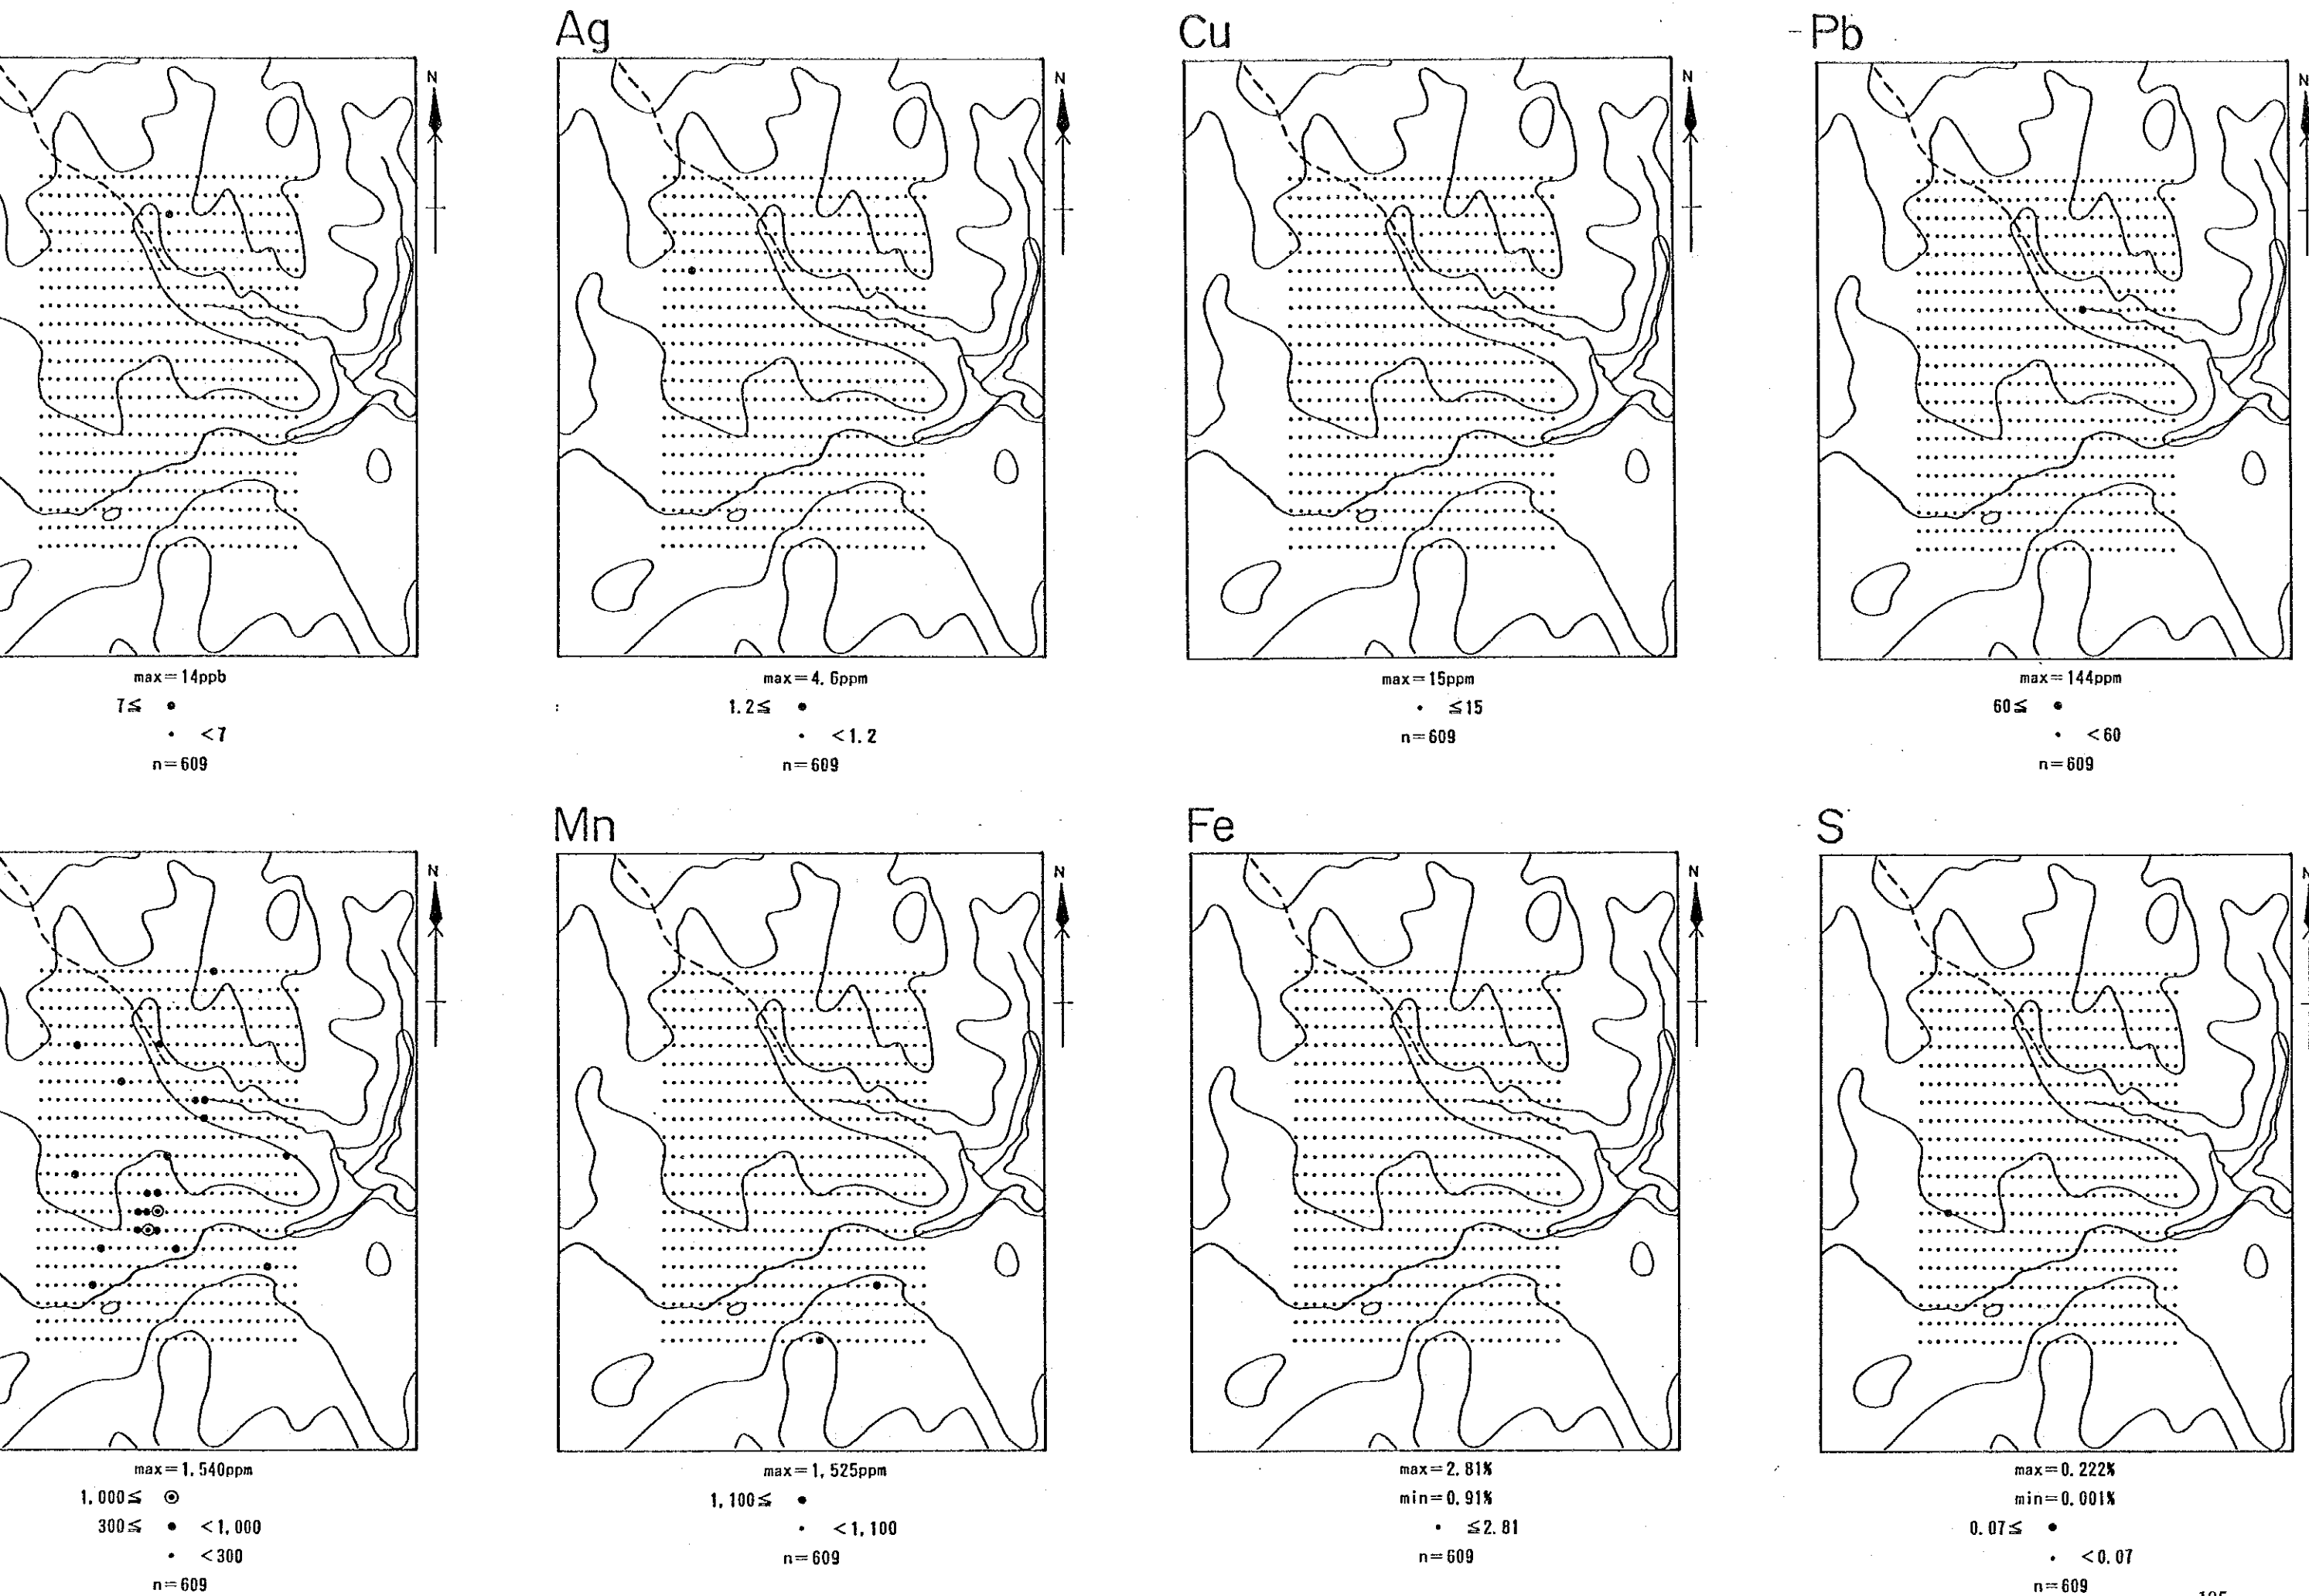 Ag
Cu
Pb
N
N
N
N
max=14ppb
7≦
<7
n=609
max=4.6ppm
1.2≦
<1.2
n=609
max=15ppm
≦15
n=609
max=144ppm
60≦
<60
n=609
Mn
Fe
S
N
N
N
N
max=1,540ppm
1,000≦
300≦ <1,000
<300
n=609
max=1,525ppm
1,100≦
<1,100
n=609
max=2.81%
min=0.91%
≦2.81
n=609
max=0.222%
min=0.001%
0.07≦
<0.07
n=609